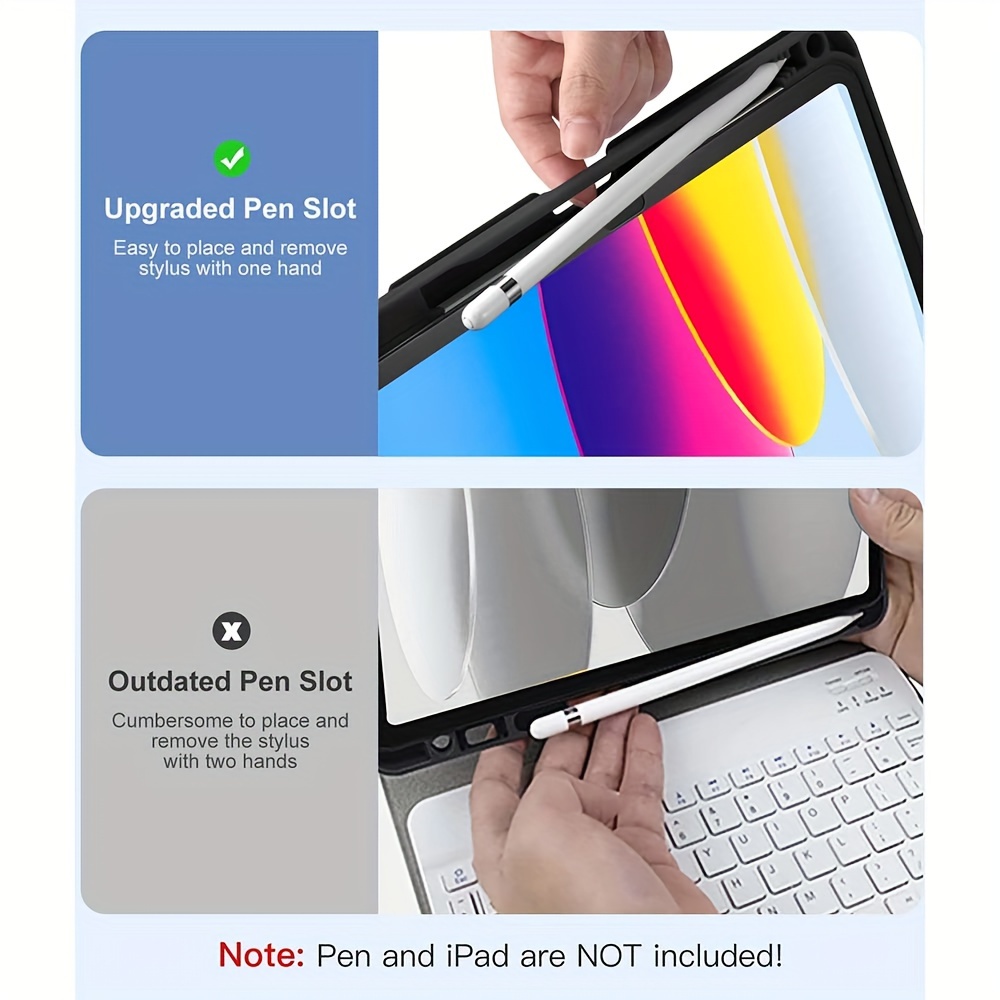 Upgraded Pen Slot
Easy to place and remove
stylus with one hand
Outdated Pen Slot
Cumbersome to place and
remove the stylus
with two hands
Note: Pen and iPad are NOT included!